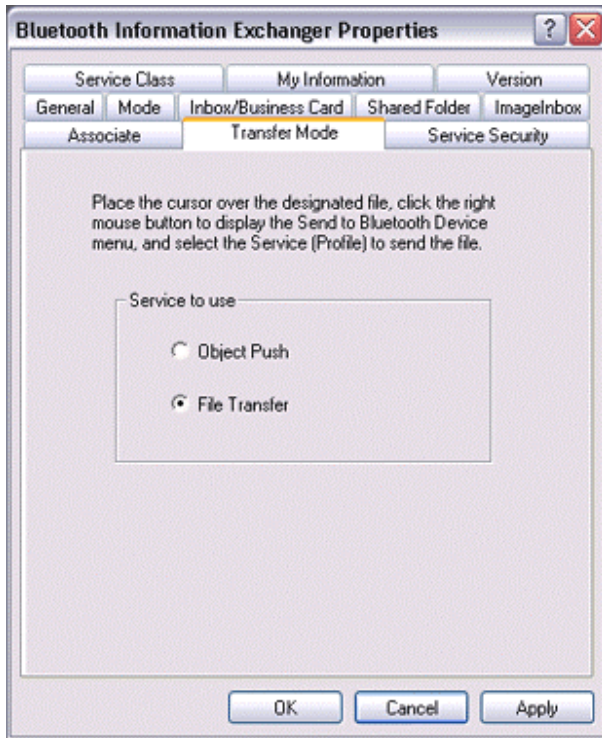 Bluetooth Information Exchanger Properties
Service Class My Information Version
General Mode Inbox/Business Card Shared Folder ImageInbox
Associate Transfer Mode Service Security
Place the cursor over the designated file, click the right
mouse button to display the Send to Bluetooth Device
menu, and select the Service (Profile) to send the file.
Service to use
Object Push
File Transfer
OK Cancel Apply